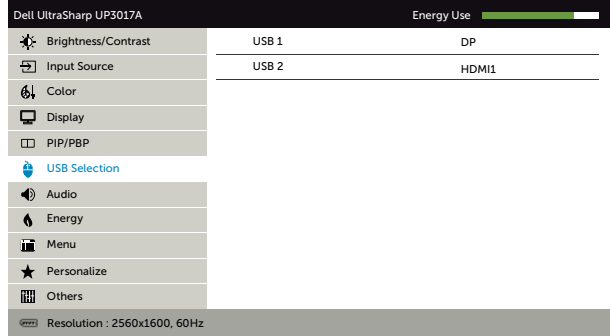 Dell UltraSharp UP3017A Energy Use
Brightness/Contrast USB 1 DP
Input Source USB 2 HDMI1
Color
Display
PIP/PBP
USB Selection
Audio
Energy
Menu
Personalize
Others
Resolution : 2560x1600, 60Hz